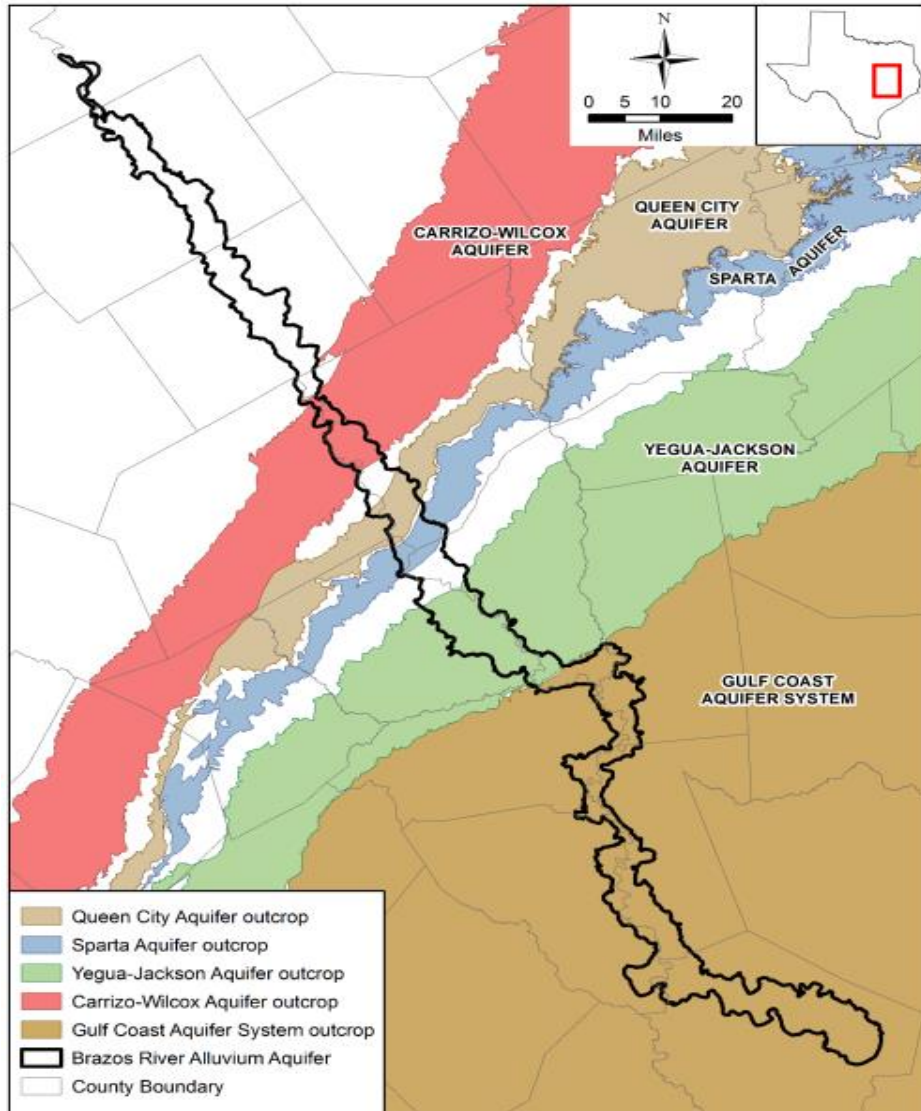 N
0 5 10 20
Miles
QUEEN CITY
AQUIFER
CARRIZO-WILCOX
AQUIFER
SPARTA AQUIFER
YEGUA-JACKSON
AQUIFER
GULF COAST
AQUIFER SYSTEM
Queen City Aquifer outcrop
Sparta Aquifer outcrop
Yegua-Jackson Aquifer outcrop
Carrizo-Wilcox Aquifer outcrop
Gulf Coast Aquifer System outcrop
Brazos River Alluvium Aquifer
County Boundary